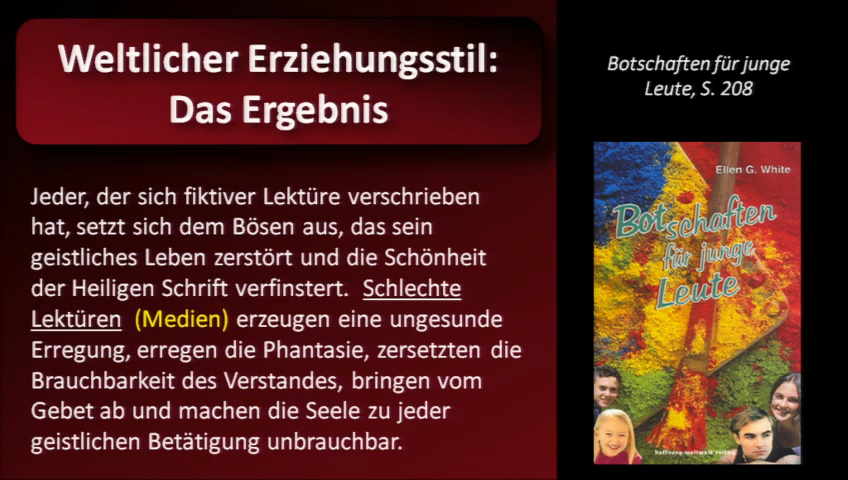 Weltlicher Erziehungsstil:
Das Ergebnis
Jeder, der sich fiktiver Lektüre verschrieben
hat, setzt sich dem Bösen aus, das sein
geistliches Leben zerstört und die Schönheit
der Heiligen Schrift verfinstert. Schlechte
Lektüren (Medien) erzeugen eine ungesunde
Erregung, erregen die Phantasie, zersetzten die
Brauchbarkeit des Verstandes, bringen vom
Gebet ab und machen die Seele zu jeder
geistlichen Betätigung unbrauchbar.
Botschaften für junge
Leute, S. 208
Ellen G. White
Botschaften
für junge
Leute
hoffnung weltweit verlag